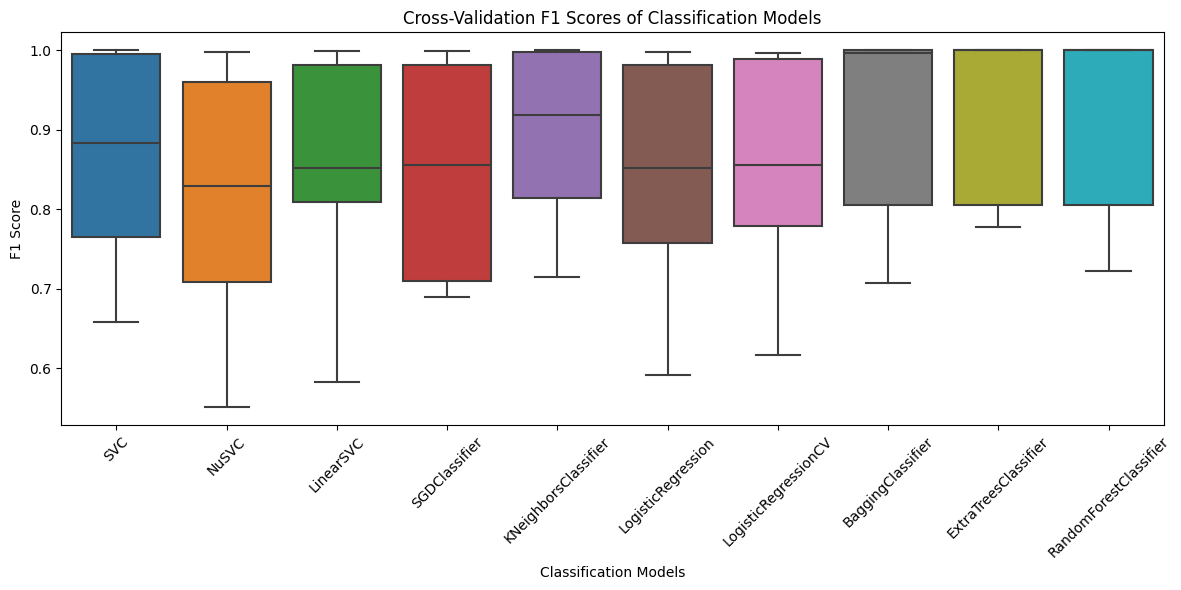 Cross-Validation F1 Scores of Classification Models
1.0
0.9
0.8
0.7
0.6
F1 Score
SVC
NuSVC
LinearSVC
SGDClassifier
KNeighborsClassifier
LogisticRegression
LogisticRegressionCV
BaggingClassifier
ExtraTreesClassifier
RandomForestClassifier
Classification Models